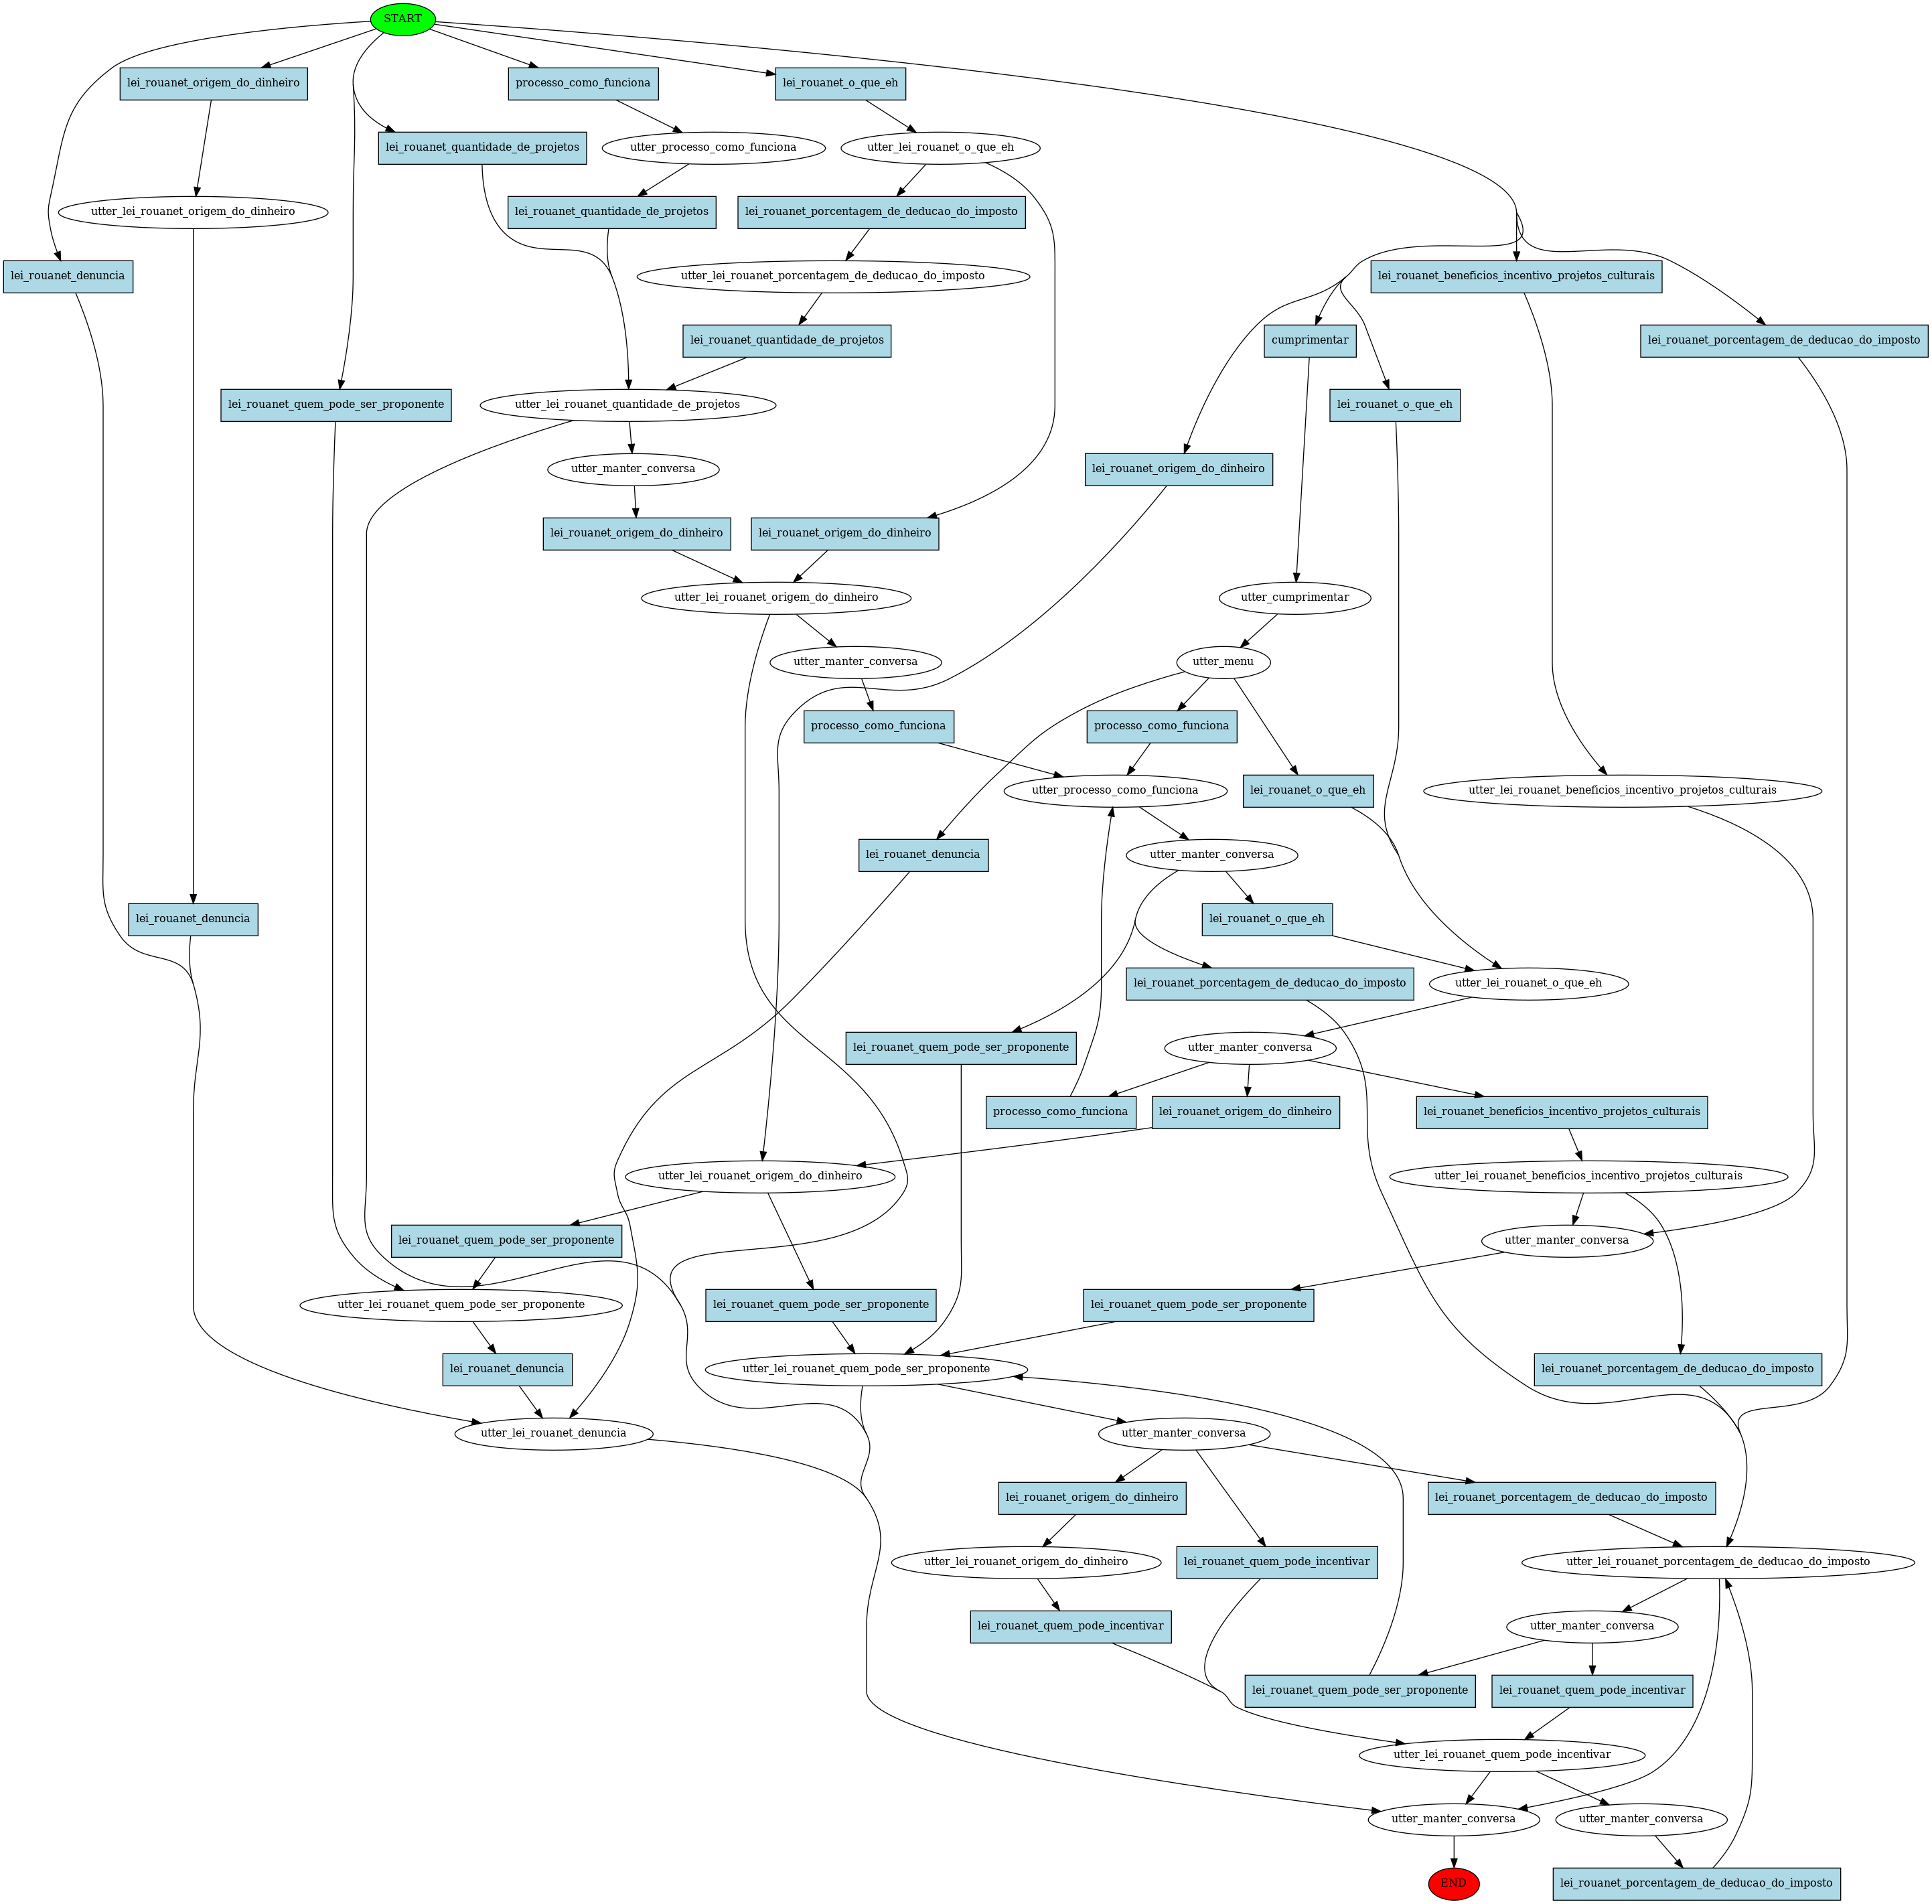 START
lei_rouanet_origem_do_dinheiro
processo_como_funciona
lei_rouanet_o_que_eh
lei_rouanet_quantidade_de_projetos
utter_processo_como_funciona
utter_lei_rouanet_o_que_eh
utter_lei_rouanet_origem_do_dinheiro
lei_rouanet_quantidade_de_projetos
lei_rouanet_porcentagem_de_deducao_do_imposto
lei_rouanet_denuncia
utter_lei_rouanet_porcentagem_de_deducao_do_imposto
lei_rouanet_beneficios_incentivo_projetos_culturais
lei_rouanet_quantidade_de_projetos
cumprimentar
lei_rouanet_porcentagem_de_deducao_do_imposto
lei_rouanet_quem_pode_ser_proponente
utter_lei_rouanet_quantidade_de_projetos
lei_rouanet_o_que_eh
utter_manter_conversa
lei_rouanet_origem_do_dinheiro
lei_rouanet_origem_do_dinheiro
lei_rouanet_origem_do_dinheiro
utter_lei_rouanet_origem_do_dinheiro
utter_cumprimentar
utter_manter_conversa
utter_menu
processo_como_funciona
processo_como_funciona
utter_processo_como_funciona
lei_rouanet_o_que_eh
utter_lei_rouanet_beneficios_incentivo_projetos_culturais
lei_rouanet_denuncia
utter_manter_conversa
lei_rouanet_denuncia
lei_rouanet_o_que_eh
lei_rouanet_porcentagem_de_deducao_do_imposto
utter_lei_rouanet_o_que_eh
lei_rouanet_quem_pode_ser_proponente
utter_manter_conversa
processo_como_funciona
lei_rouanet_origem_do_dinheiro
lei_rouanet_beneficios_incentivo_projetos_culturais
utter_lei_rouanet_origem_do_dinheiro
utter_lei_rouanet_beneficios_incentivo_projetos_culturais
lei_rouanet_quem_pode_ser_proponente
utter_manter_conversa
utter_lei_rouanet_quem_pode_ser_proponente
lei_rouanet_quem_pode_ser_proponente
lei_rouanet_quem_pode_ser_proponente
lei_rouanet_denuncia
utter_lei_rouanet_quem_pode_ser_proponente
lei_rouanet_porcentagem_de_deducao_do_imposto
utter_lei_rouanet_denuncia
utter_manter_conversa
lei_rouanet_origem_do_dinheiro
lei_rouanet_porcentagem_de_deducao_do_imposto
utter_lei_rouanet_origem_do_dinheiro
lei_rouanet_quem_pode_incentivar
utter_lei_rouanet_porcentagem_de_deducao_do_imposto
lei_rouanet_quem_pode_incentivar
utter_manter_conversa
lei_rouanet_quem_pode_ser_proponente
lei_rouanet_quem_pode_incentivar
utter_lei_rouanet_quem_pode_incentivar
utter_manter_conversa
utter_manter_conversa
END
lei_rouanet_porcentagem_de_deducao_do_imposto